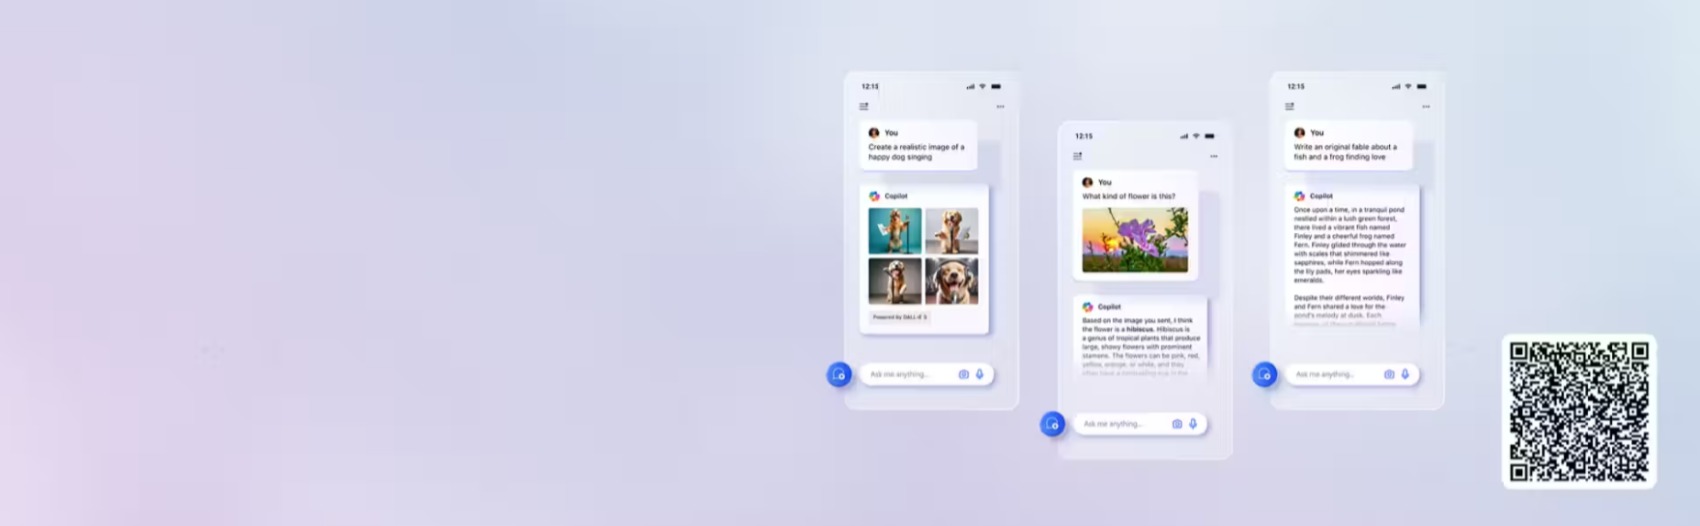 12:15
You
Create a realistic image of a
happy dog singing
Copilot
Powered by DALL·E 3
Ask me anything...
12:15
You
What kind of flower is this?
Copilot
Based on the image you sent, I think
the flower is a hibiscus. Hibiscus is
a genus of tropical plants that produce
large, showy flowers with prominent
stamens. The flowers can be pink, red,
yellow, orange, or white, and they
often have a contrasting eye in the
Ask me anything...
12:15
You
Write an original fable about a
fish and a frog finding love
Copilot
Once upon a time, in a tranquil pond
nestled within a lush green forest,
there lived a vibrant fish named
Finley and a cheerful frog named
Fern. Finley glided through the water
with scales that shimmered like
sapphires, while Fern hopped along
the lily pads, her eyes sparkling like
emeralds.
Despite their different worlds, Finley
and Fern shared a love for the
pond's melody at dusk. Each
Ask me anything...